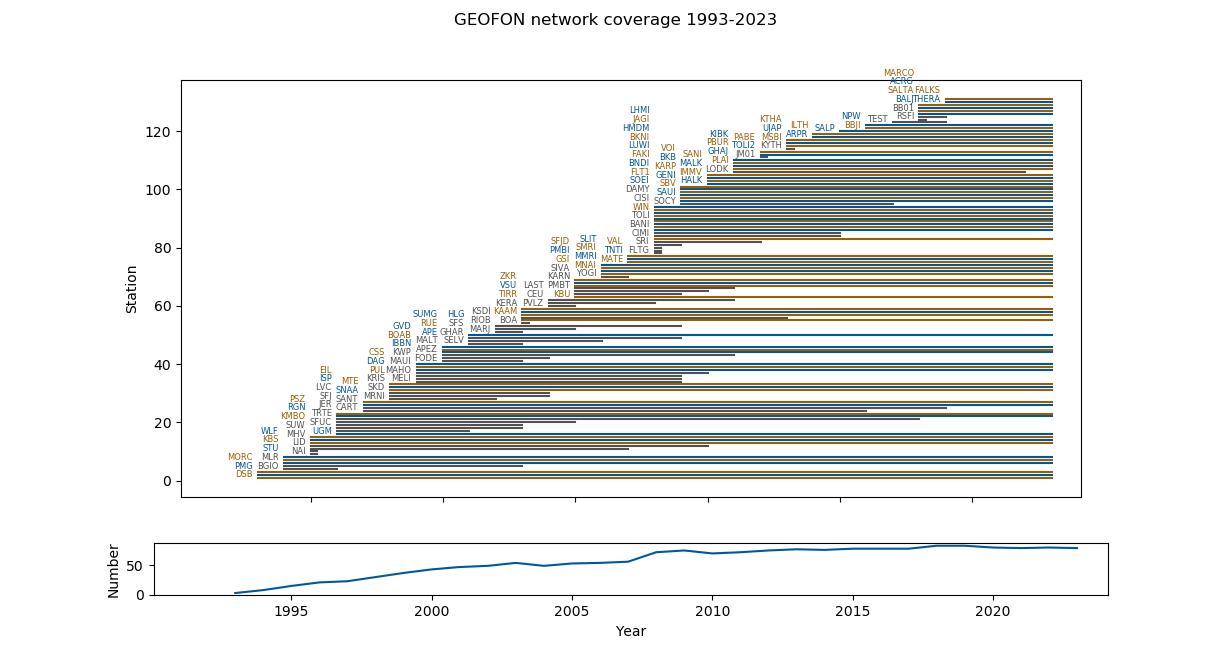 GEOFON network coverage 1993-2023
MARCO
ACRG
SALTA FALKS
BALJ THERA
LHMI BB01
JAGI KTHA NPW TEST RSFI
HMDM ILTH BBJI
120 UJAP SALP
BKNI KIBK PABE MSBI ARPR
LUWI VOI PBUR TOLI2 KYTH
FAKI BKB SANI GHAJ JM01
BNDI KARP MALK PLAI
100 FLT1 GENI IMMV LODK
SOEI SBV HALK
DAMY SAUI
CISI SOCY
WIN
TOLI
BANI
CIMI
80 SFJD SLIT VAL SRI
PMBI SMRI TNTI FLTG
GSI MMRI MATE
SIVA MNAI
ZKR KARN YOGI
VSU LAST PMBT
TIRR CEU KBU
60 KERA PVLZ
SUMG HLG KSDI KAAM
GVD RUE SFS RIOB BOA
BOAB APE GHAR MARJ
IBBN MALT SELV
CSS KWP APEZ
40 DAG MAUI FODE
EIL PUL MAHO
ISP MTE KRIS MELI
LVC SNAA SKD
PSZ SFJ SANT MRNI
RGN JER CART
20 KMBO TRTE
WLF SUW SFUC
KBS MHV UGM
STU LID
MORC MLR NAI
PMG BGIO
0 DSB
Station
Number
50
0
1995 2000 2005 2010 2015 2020
Year